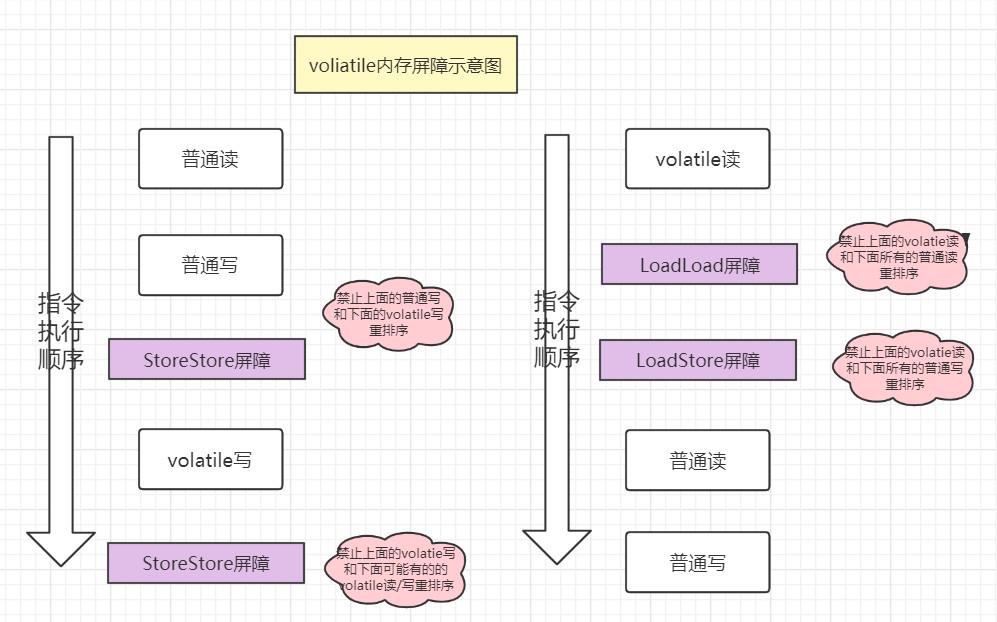 voliatile内存屏障示意图
指令
执行
顺序
普通读
普通写
禁止上面的普通写
和下面的volatile写
重排序
StoreStore屏障
volatile写
StoreStore屏障
禁止上面的volatie写
和下面可能有的的
volatile读/写重排序
指令
执行
顺序
volatile读
LoadLoad屏障
禁止上面的volatie读
和下面所有的普通读
重排序
LoadStore屏障
禁止上面的volatie读
和下面所有的普通写
重排序
普通读
普通写